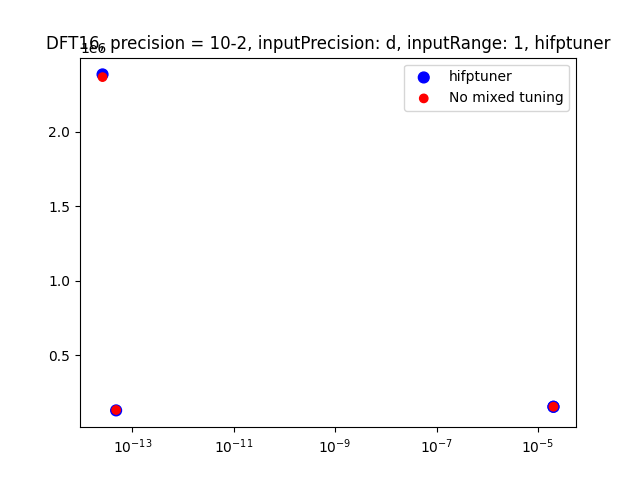 DFT16, precision = 10-2, inputPrecision: d, inputRange: 1, hifptuner
1e6
hifptuner
No mixed tuning
2.0
1.5
1.0
0.5
10⁻¹³ 10⁻¹¹ 10⁻⁹ 10⁻⁷ 10⁻⁵